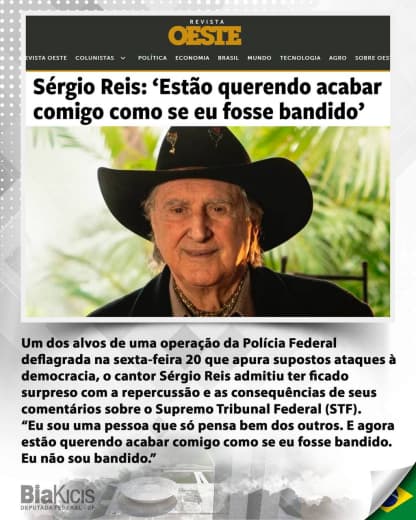 REVISTA
OESTE
EVISTA OESTE COLUNISTAS POLÍTICA ECONOMIA BRASIL MUNDO TECNOLOGIA AGRO SOBRE OEST
Sérgio Reis: ‘Estão querendo acabar
comigo como se eu fosse bandido’
Um dos alvos de uma operação da Polícia Federal
deflagrada na sexta-feira 20 que apura supostos ataques à
democracia, o cantor Sérgio Reis admitiu ter ficado
surpreso com a repercussão e as consequências de seus
comentários sobre o Supremo Tribunal Federal (STF).
“Eu sou uma pessoa que só pensa bem dos outros. E agora
estão querendo acabar comigo como se eu fosse bandido.
Eu não sou bandido.”
BiaKicis
DEPUTADA FEDERAL - DF